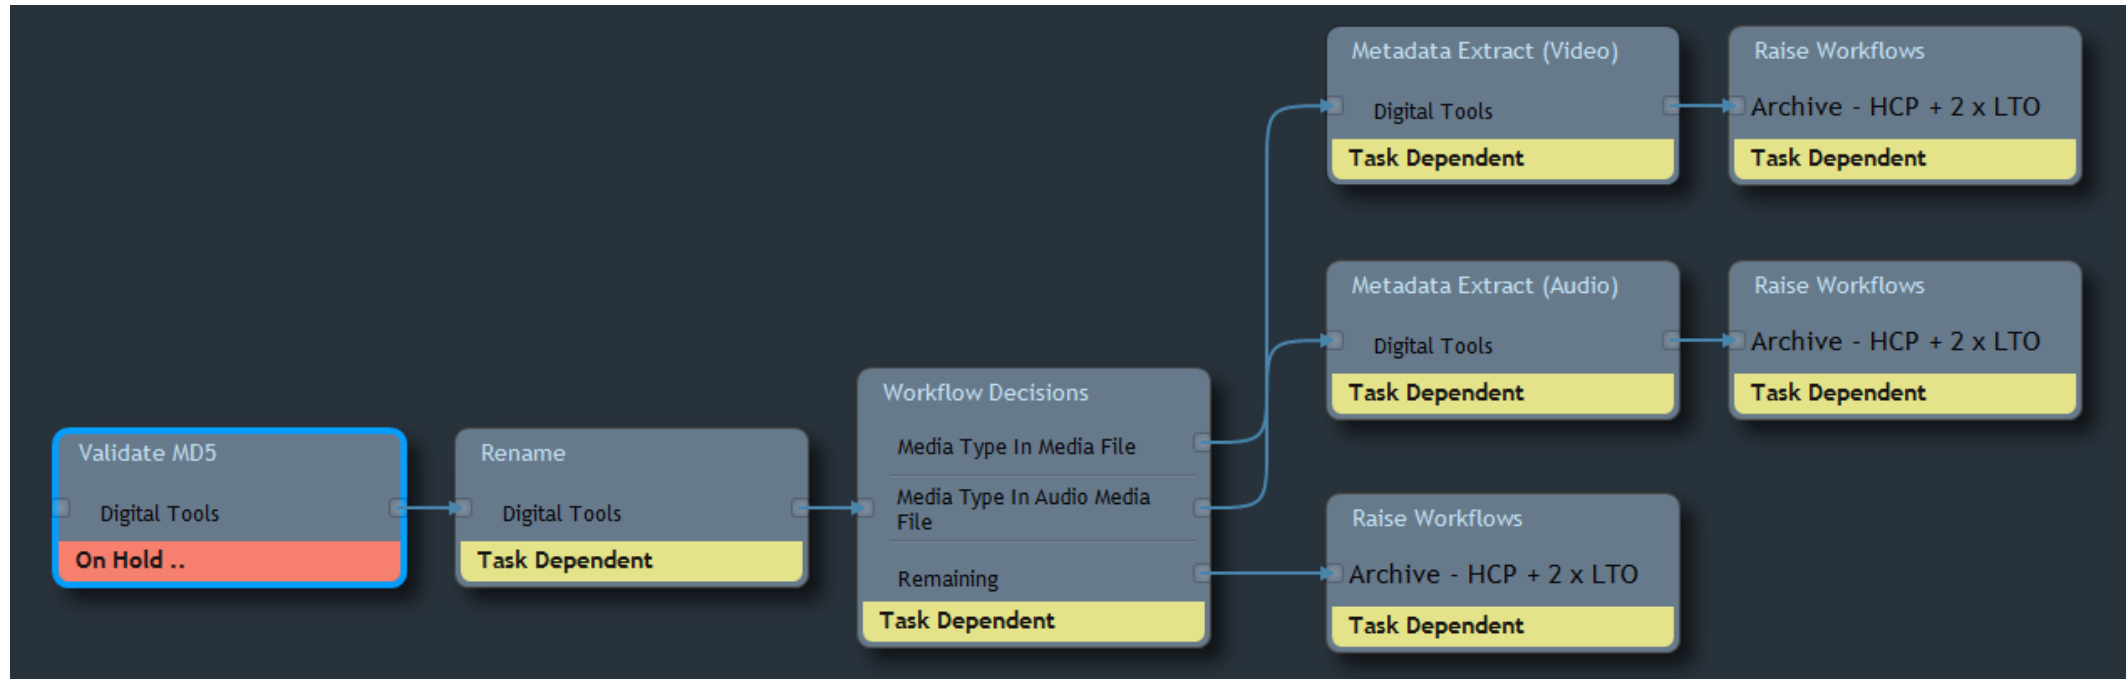 Metadata Extract (Video)
Digital Tools
Task Dependent
Raise Workflows
Archive - HCP + 2 x LTO
Task Dependent
Metadata Extract (Audio)
Digital Tools
Task Dependent
Raise Workflows
Archive - HCP + 2 x LTO
Task Dependent
Validate MD5
Digital Tools
On Hold ..
Rename
Digital Tools
Task Dependent
Workflow Decisions
Media Type In Media File
Media Type In Audio Media
File
Remaining
Task Dependent
Raise Workflows
Archive - HCP + 2 x LTO
Task Dependent